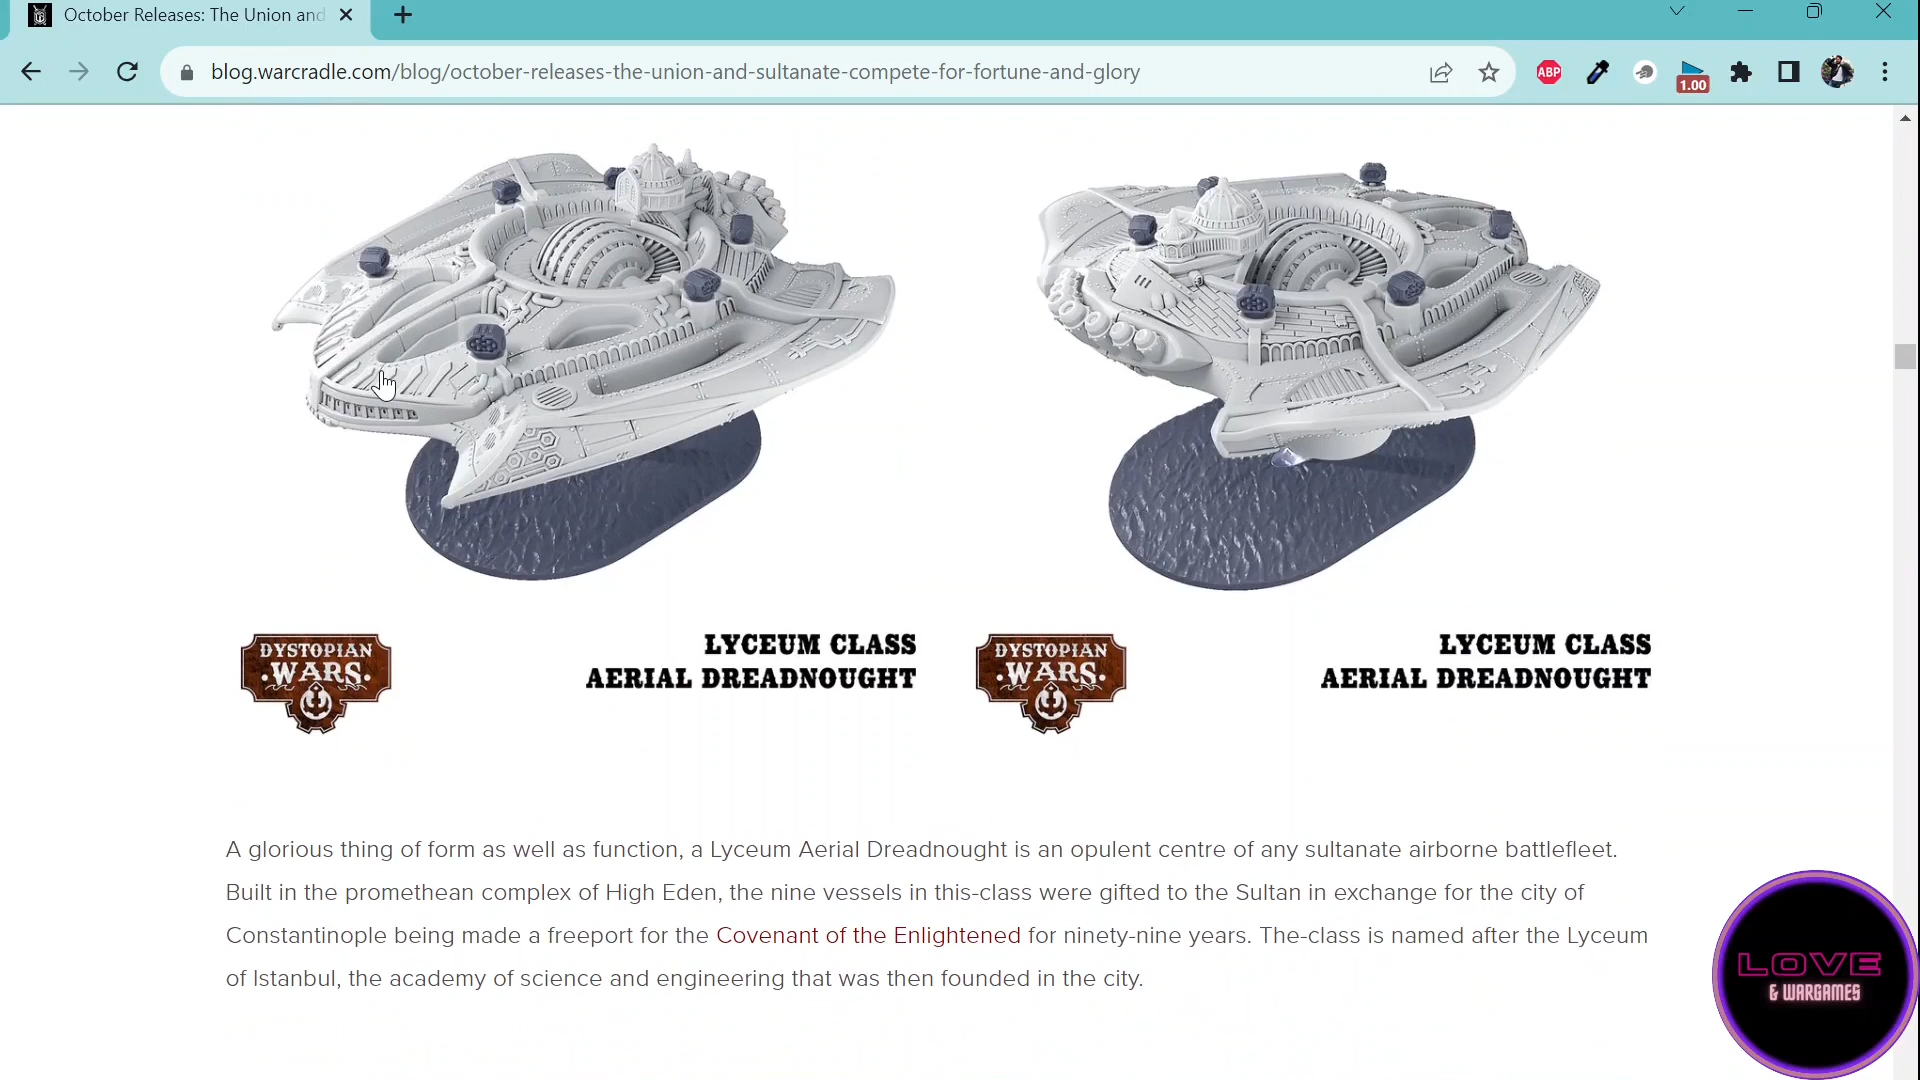 October Releases: The Union and
blog.warcradle.com/blog/october-releases-the-union-and-sultanate-compete-for-fortune-and-glory
ABP
1.00
DYSTOPIAN
WARS
LYCEUM CLASS
AERIAL DREADNOUGHT
DYSTOPIAN
WARS
LYCEUM CLASS
AERIAL DREADNOUGHT
A glorious thing of form as well as function, a Lyceum Aerial Dreadnought is an opulent centre of any sultanate airborne battlefleet.
Built in the promethean complex of High Eden, the nine vessels in this-class were gifted to the Sultan in exchange for the city of
Constantinople being made a freeport for the Covenant of the Enlightened for ninety-nine years. The-class is named after the Lyceum
of Istanbul, the academy of science and engineering that was then founded in the city.
LOVE
& WARGAMES